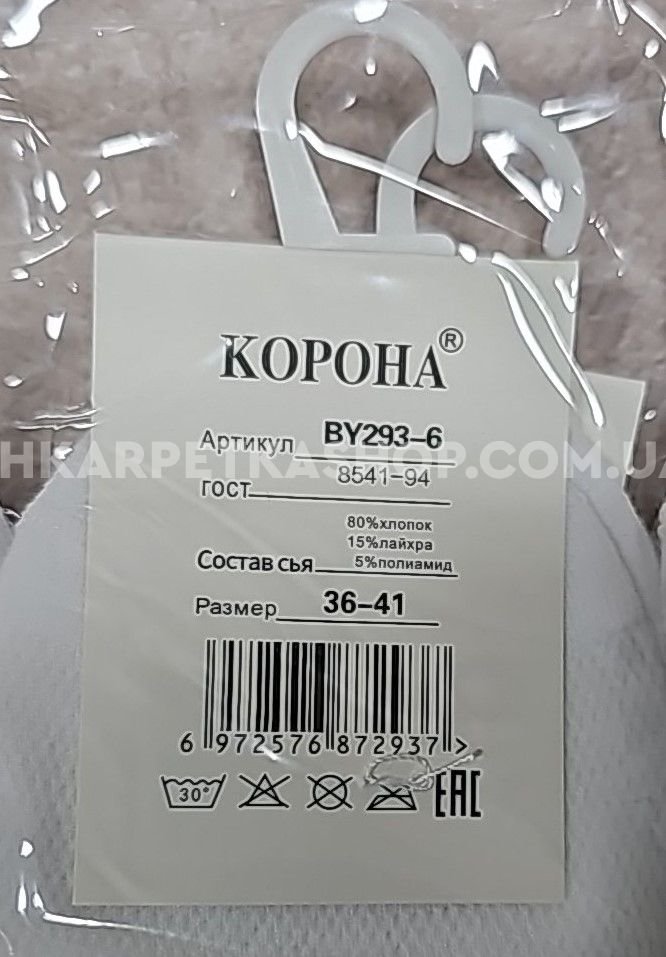 КОРОНА®
Артикул BY293-6
ГОСТ 8541-94
80%хлопок
15%лайхра
Состав сья 5%полиамид
Размер 36-41
6 972576 872937 >
30° EAC
HKARPETKASHOP.COM.UA